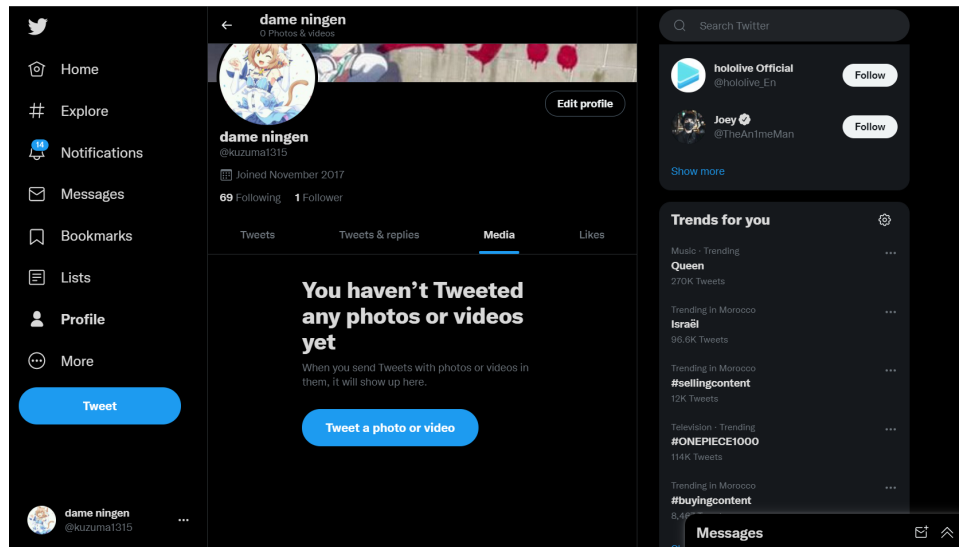 Home
Explore
14
Notifications
Messages
Bookmarks
Lists
Profile
More
Tweet
dame ningen
@kuzuma1315
dame ningen
0 Photos & videos
Edit profile
dame ningen
@kuzuma1315
Joined November 2017
69 Following 1 Follower
Tweets Tweets & replies Media Likes
You haven't Tweeted
any photos or videos
yet
When you send Tweets with photos or videos in
them, it will show up here.
Tweet a photo or video
Search Twitter
hololive Official
@hololive_En
Follow
Joey
@TheAn1meMan
Follow
Show more
Trends for you
Music · Trending
Queen
270K Tweets
Trending in Morocco
Israël
96.6K Tweets
Trending in Morocco
#sellingcontent
12K Tweets
Television · Trending
#ONEPIECE1000
114K Tweets
Trending in Morocco
#buyingcontent
Messages